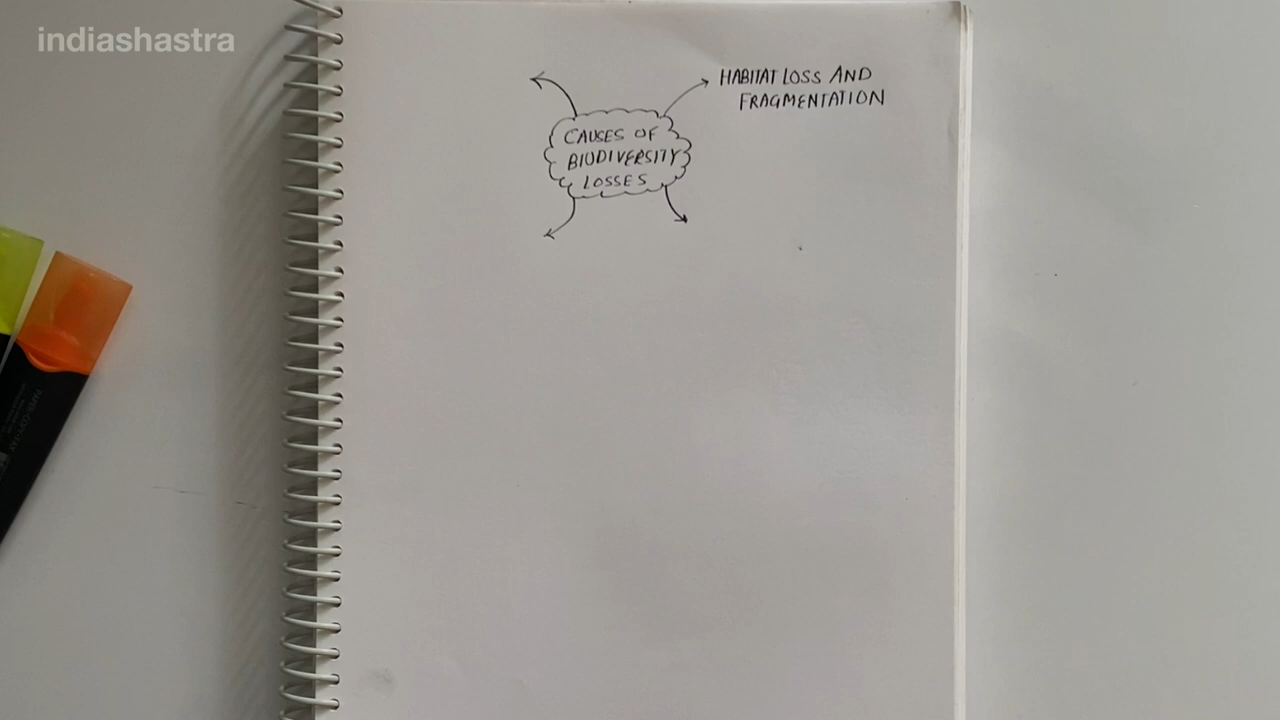 indiashastra
HABITAT LOSS AND
FRAGMENTATION
CAUSES OF
BIODIVERSITY
LOSSES